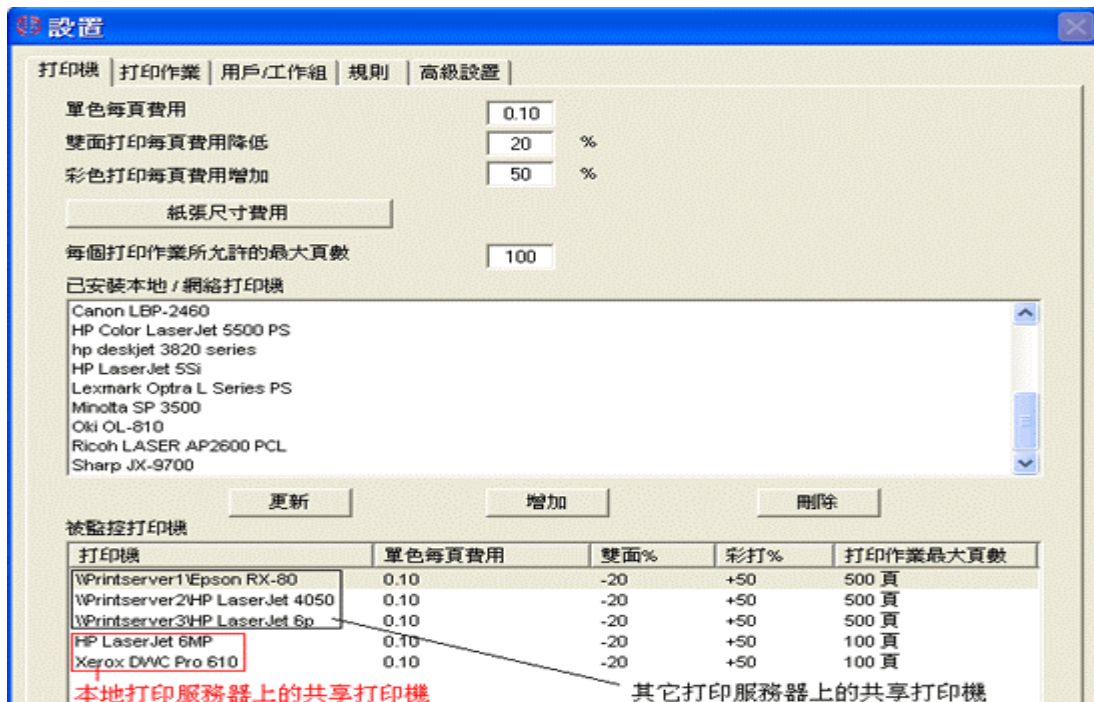 設置
打印機 打印作業 用戶/工作組 規則 高級設置
單色每頁費用 0.10
雙面打印每頁費用降低 20 %
彩色打印每頁費用增加 50 %
紙張尺寸費用
每個打印作業所允許的最大頁數 100
已安裝本地 / 網絡打印機
Canon LBP-2460
HP Color LaserJet 5500 PS
hp deskjet 3820 series
HP LaserJet 5Si
Lexmark Optra L Series PS
Minolta SP 3500
Oki OL-810
Ricoh LASER AP2600 PCL
Sharp JX-9700
更新 增加 刪除
被監控打印機
打印機 單色每頁費用 雙面% 彩打% 打印作業最大頁數
\\Printserver1\Epson RX-80 0.10 -20 +50 500 頁
\\Printserver2\HP LaserJet 4050 0.10 -20 +50 500 頁
\\Printserver3\HP LaserJet 6p 0.10 -20 +50 500 頁
HP LaserJet 6MP 0.10 -20 +50 100 頁
Xerox DWC Pro 610 0.10 -20 +50 100 頁
本地打印服務器上的共享打印機 其它打印服務器上的共享打印機